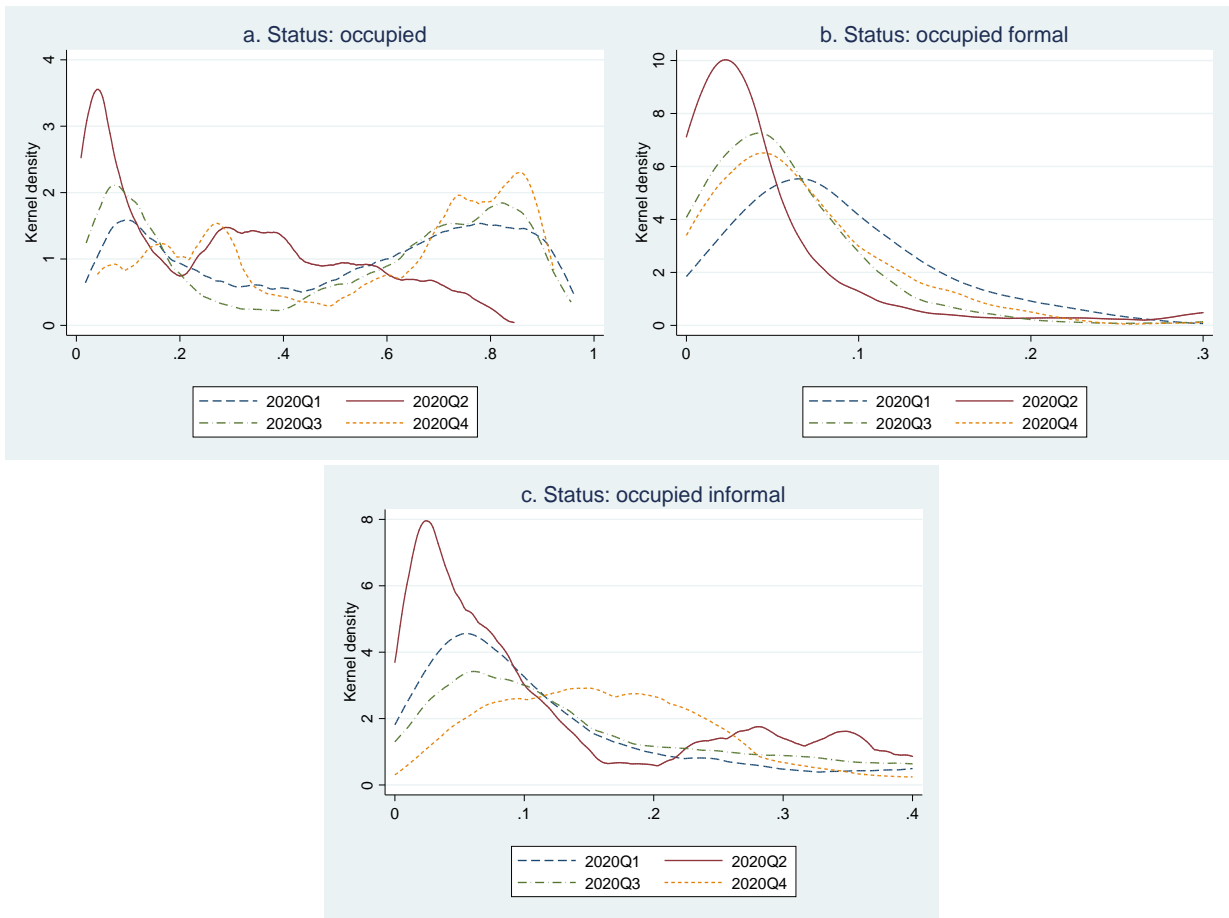 a. Status: occupied
Kernel density
0 1 2 3 4
0 .2 .4 .6 .8 1
2020Q1 2020Q2
2020Q3 2020Q4
b. Status: occupied formal
Kernel density
0 2 4 6 8 10
0 .1 .2 .3
2020Q1 2020Q2
2020Q3 2020Q4
c. Status: occupied informal
Kernel density
0 2 4 6 8
0 .1 .2 .3 .4
2020Q1 2020Q2
2020Q3 2020Q4